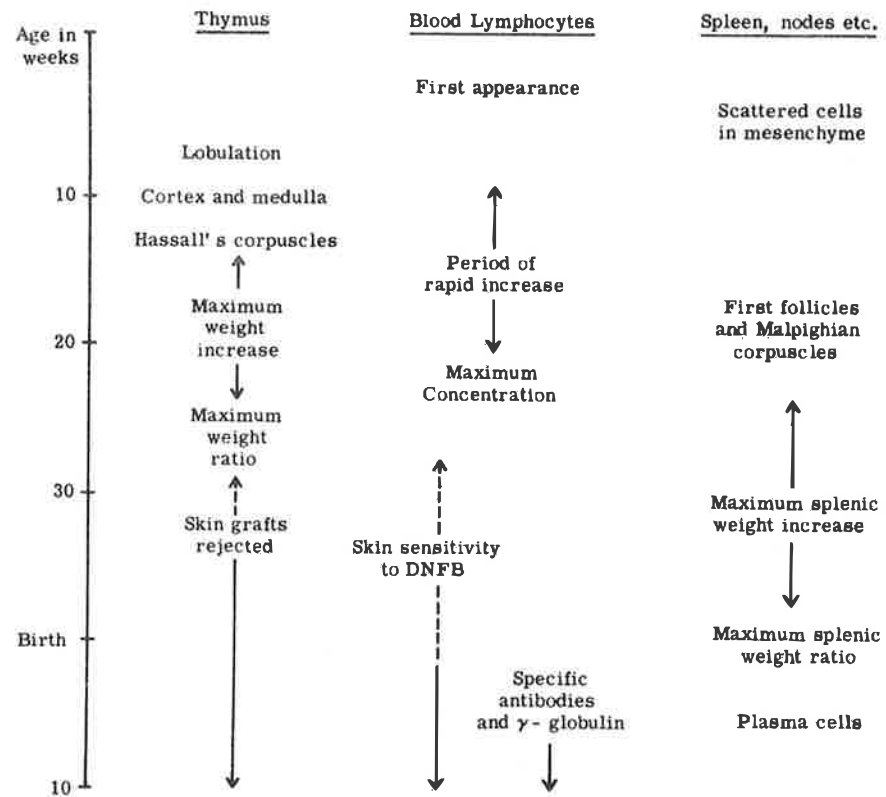 Thymus
Blood Lymphocytes
Spleen, nodes etc.
Age in
weeks
10
20
30
Birth
10
Lobulation
Cortex and medulla
Hassall' s corpuscles
Maximum
weight
increase
Maximum
weight
ratio
Skin grafts
rejected
First appearance
Period of
rapid increase
Maximum
Concentration
Skin sensitivity
to DNFB
Specific
antibodies
and γ- globulin
Scattered cells
in mesenchyme
First follicles
and Malpighian
corpuscles
Maximum splenic
weight increase
Maximum splenic
weight ratio
Plasma cells